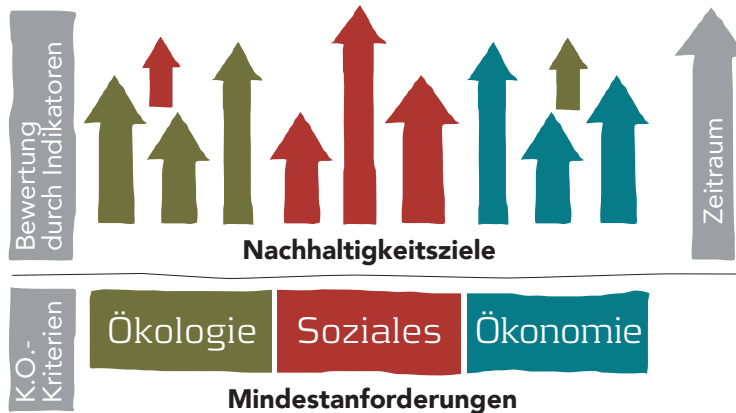 Bewertung
durch Indikatoren
Zeitraum
Nachhaltigkeitsziele
K.O.-
Kriterien
Ökologie
Soziales
Ökonomie
Mindestanforderungen